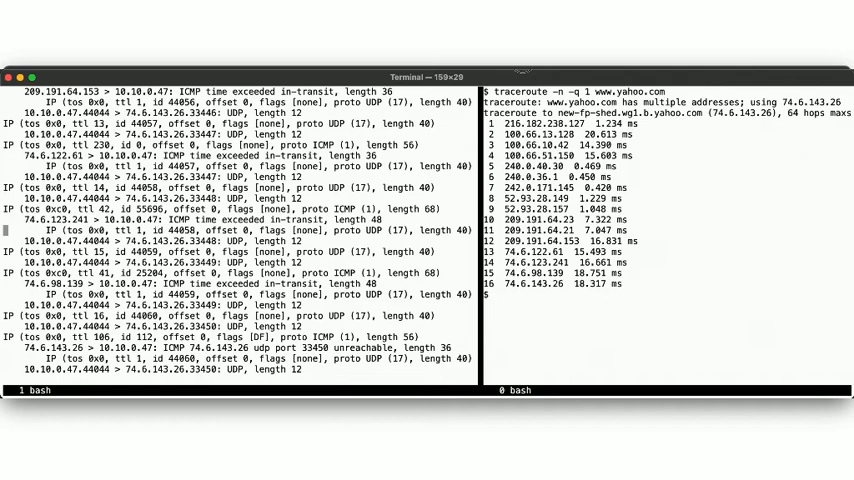 Terminal — 159×29
209.191.64.153 > 10.10.0.47: ICMP time exceeded in-transit, length 36
IP (tos 0x0, ttl 1, id 44056, offset 0, flags [none], proto UDP (17), length 40)
10.10.0.47.44044 > 74.6.143.26.33446: UDP, length 12
IP (tos 0x0, ttl 13, id 44057, offset 0, flags [none], proto UDP (17), length 40)
10.10.0.47.44044 > 74.6.143.26.33447: UDP, length 12
IP (tos 0x0, ttl 230, id 0, offset 0, flags [none], proto ICMP (1), length 56)
74.6.122.61 > 10.10.0.47: ICMP time exceeded in-transit, length 36
IP (tos 0x0, ttl 1, id 44057, offset 0, flags [none], proto UDP (17), length 40)
10.10.0.47.44044 > 74.6.143.26.33447: UDP, length 12
IP (tos 0x0, ttl 14, id 44058, offset 0, flags [none], proto UDP (17), length 40)
10.10.0.47.44044 > 74.6.143.26.33448: UDP, length 12
IP (tos 0xc0, ttl 42, id 55696, offset 0, flags [none], proto ICMP (1), length 68)
74.6.123.241 > 10.10.0.47: ICMP time exceeded in-transit, length 48
IP (tos 0x0, ttl 1, id 44058, offset 0, flags [none], proto UDP (17), length 40)
10.10.0.47.44044 > 74.6.143.26.33448: UDP, length 12
IP (tos 0x0, ttl 15, id 44059, offset 0, flags [none], proto UDP (17), length 40)
10.10.0.47.44044 > 74.6.143.26.33449: UDP, length 12
IP (tos 0xc0, ttl 41, id 25204, offset 0, flags [none], proto ICMP (1), length 68)
74.6.98.139 > 10.10.0.47: ICMP time exceeded in-transit, length 48
IP (tos 0x0, ttl 1, id 44059, offset 0, flags [none], proto UDP (17), length 40)
10.10.0.47.44044 > 74.6.143.26.33449: UDP, length 12
IP (tos 0x0, ttl 16, id 44060, offset 0, flags [none], proto UDP (17), length 40)
10.10.0.47.44044 > 74.6.143.26.33450: UDP, length 12
IP (tos 0x0, ttl 106, id 112, offset 0, flags [DF], proto ICMP (1), length 56)
74.6.143.26 > 10.10.0.47: ICMP 74.6.143.26 udp port 33450 unreachable, length 36
IP (tos 0x0, ttl 1, id 44060, offset 0, flags [none], proto UDP (17), length 40)
10.10.0.47.44044 > 74.6.143.26.33450: UDP, length 12
1 bash
$ traceroute -n -q 1 www.yahoo.com
traceroute: www.yahoo.com has multiple addresses; using 74.6.143.26
traceroute to new-fp-shed.wg1.b.yahoo.com (74.6.143.26), 64 hops maxs
1 216.182.238.127 1.234 ms
2 100.66.13.128 20.613 ms
3 100.66.10.42 14.390 ms
4 100.66.51.150 15.603 ms
5 240.0.40.30 0.469 ms
6 240.0.36.1 0.450 ms
7 242.0.171.145 0.420 ms
8 52.93.28.149 1.229 ms
9 52.93.28.157 1.048 ms
10 209.191.64.23 7.322 ms
11 209.191.64.21 7.047 ms
12 209.191.64.153 16.831 ms
13 74.6.122.61 15.493 ms
14 74.6.123.241 16.661 ms
15 74.6.98.139 18.751 ms
16 74.6.143.26 18.317 ms
$
0 bash